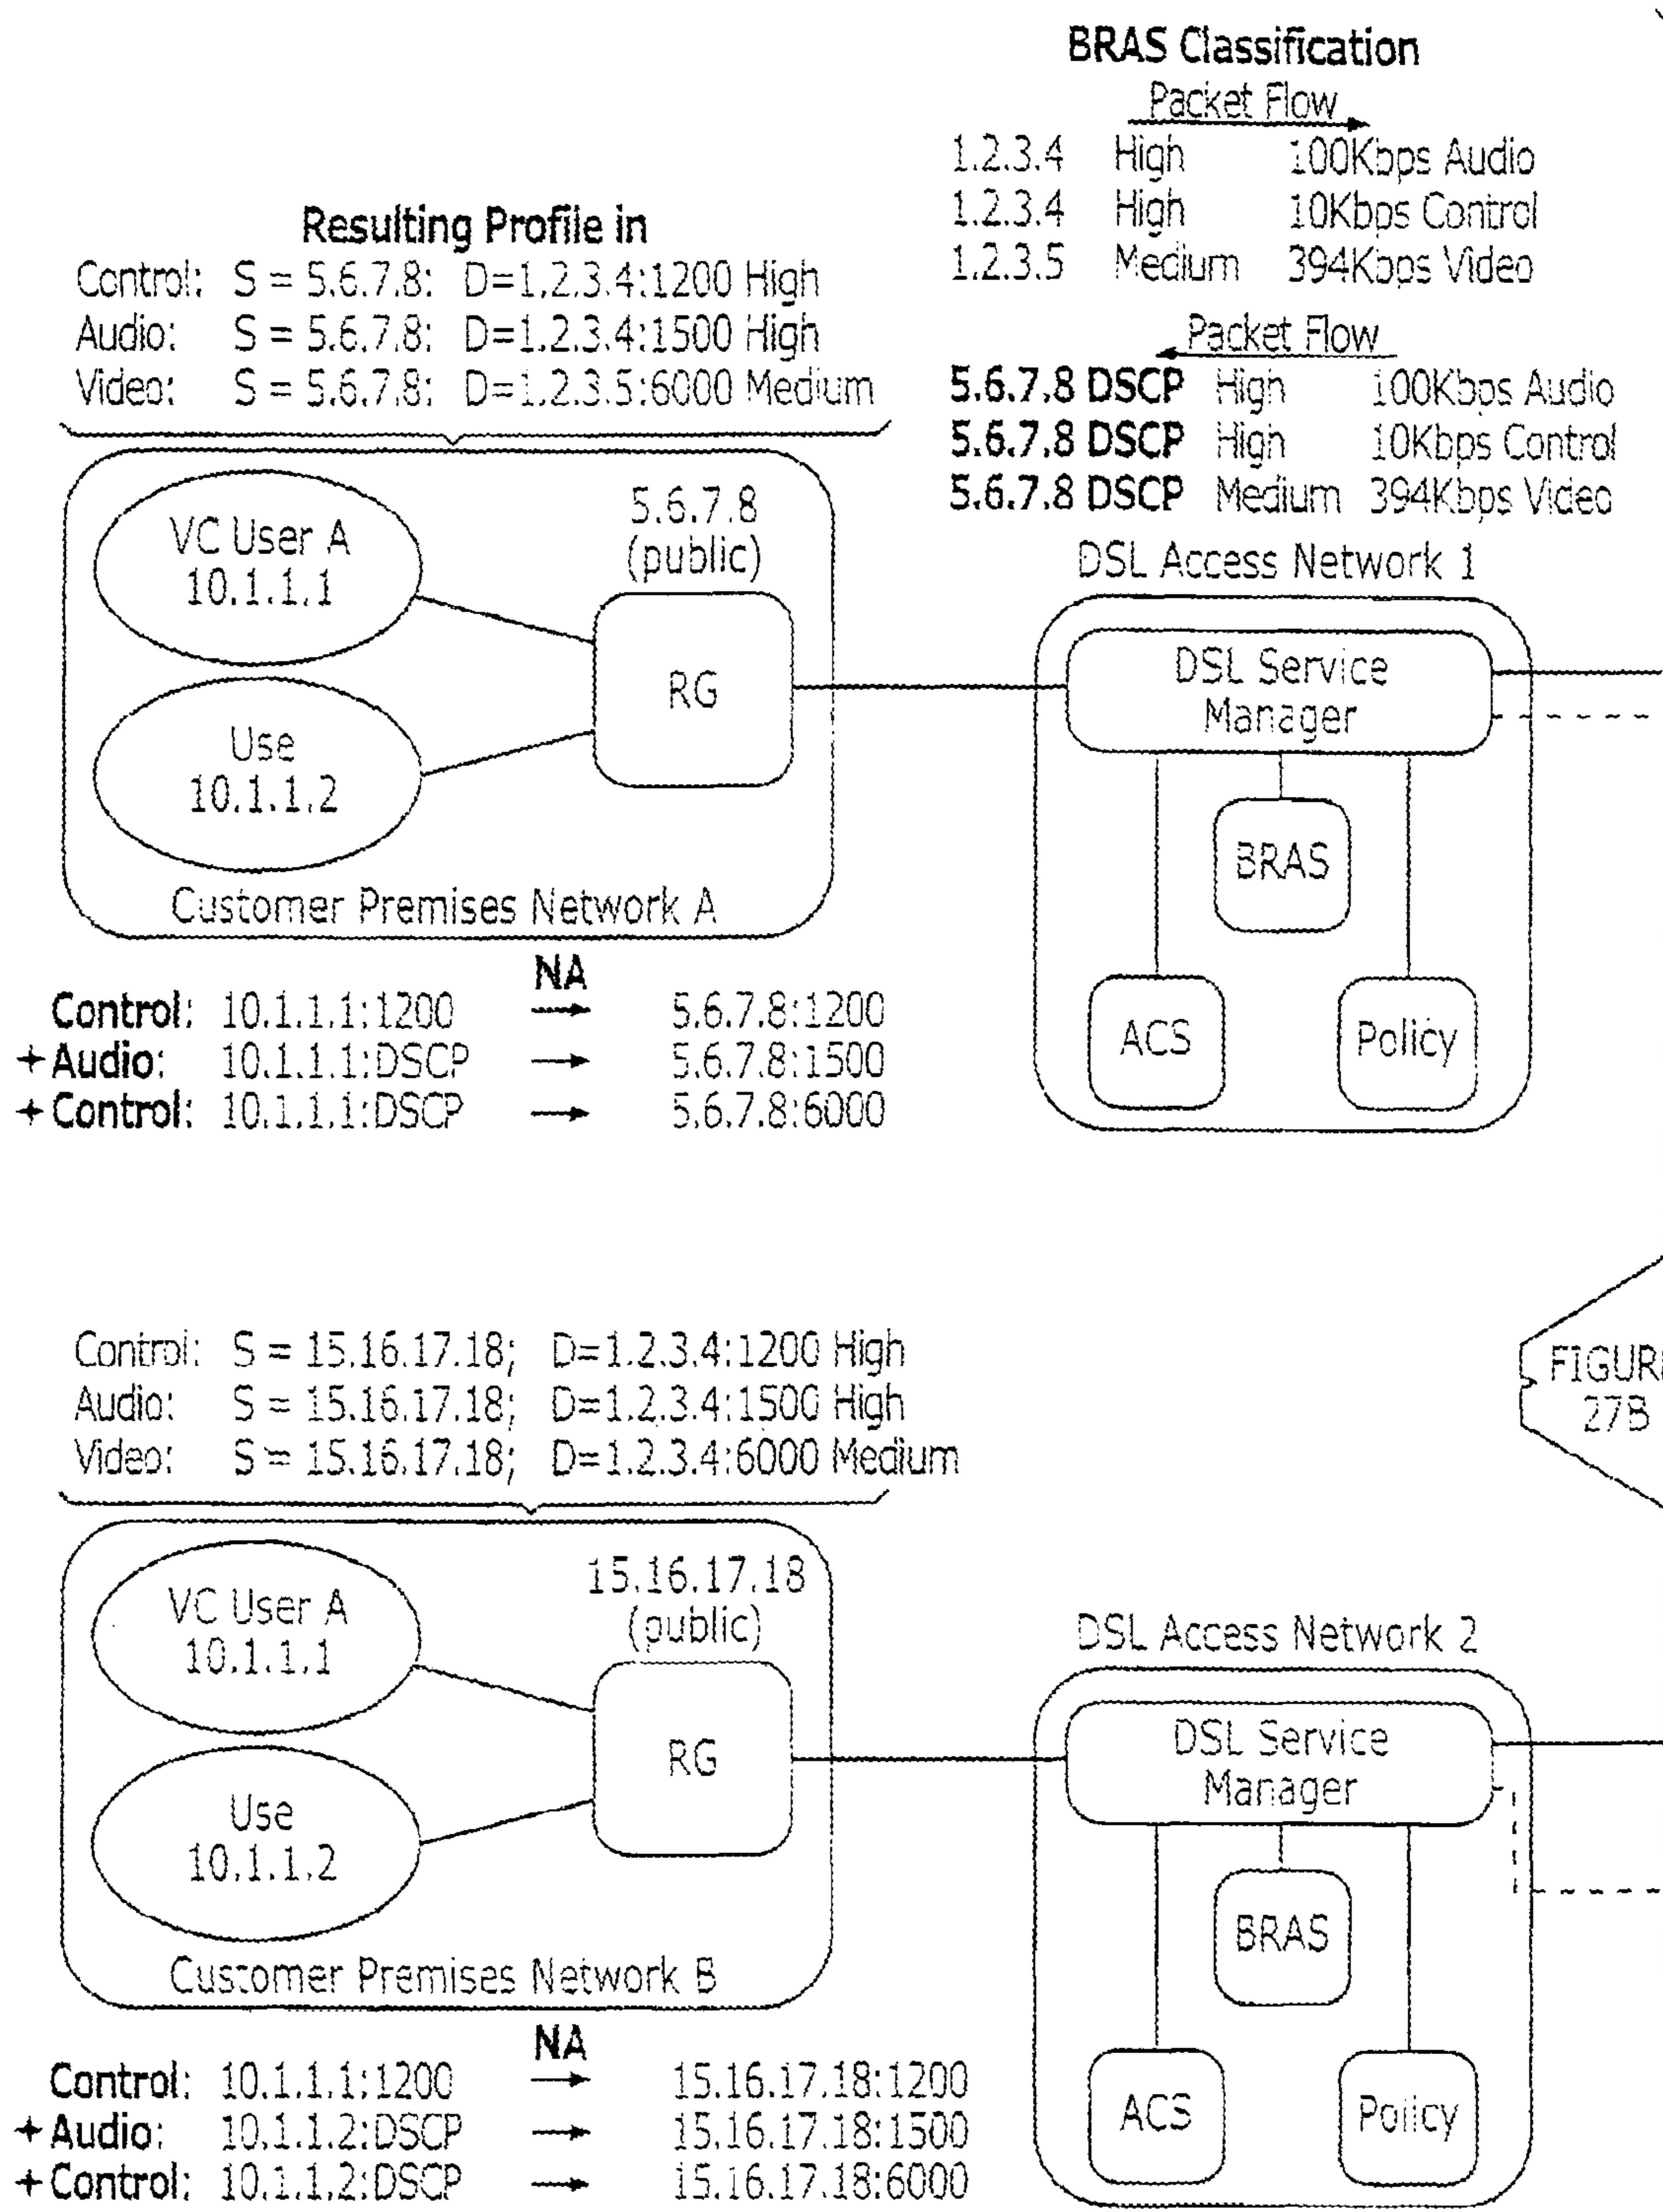 BRAS Classification
Packet Flow
1.2.3.4 High 100Kbps Audio
1.2.3.4 High 10Kbps Control
1.2.3.5 Medium 394Kbps Video
Packet Flow
5.6.7.8 DSCP High 100Kbps Audio
5.6.7.8 DSCP High 10Kbps Control
5.6.7.8 DSCP Medium 394Kbps Video
Resulting Profile in
Control: S = 5.6.7.8: D=1.2.3.4:1200 High
Audio: S = 5.6.7.8: D=1.2.3.4:1500 High
Video: S = 5.6.7.8: D=1.2.3.5:6000 Medium
VC User A
10.1.1.1
Use
10.1.1.2
5.6.7.8
(public)
RG
Customer Premises Network A
DSL Access Network 1
DSL Service
Manager
BRAS
ACS
Policy
NA
Control: 10.1.1.1:1200 → 5.6.7.8:1200
+Audio: 10.1.1.1:DSCP → 5.6.7.8:1500
+Control: 10.1.1.1:DSCP → 5.6.7.8:6000
FIGURE
27B
Control: S = 15.16.17.18; D=1.2.3.4:1200 High
Audio: S = 15.16.17.18; D=1.2.3.4:1500 High
Video: S = 15.16.17.18; D=1.2.3.4:6000 Medium
VC User A
10.1.1.1
Use
10.1.1.2
15.16.17.18
(public)
RG
Customer Premises Network B
DSL Access Network 2
DSL Service
Manager
BRAS
ACS
Policy
NA
Control: 10.1.1.1:1200 → 15.16.17.18:1200
+Audio: 10.1.1.2:DSCP → 15.16.17.18:1500
+Control: 10.1.1.2:DSCP → 15.16.17.18:6000